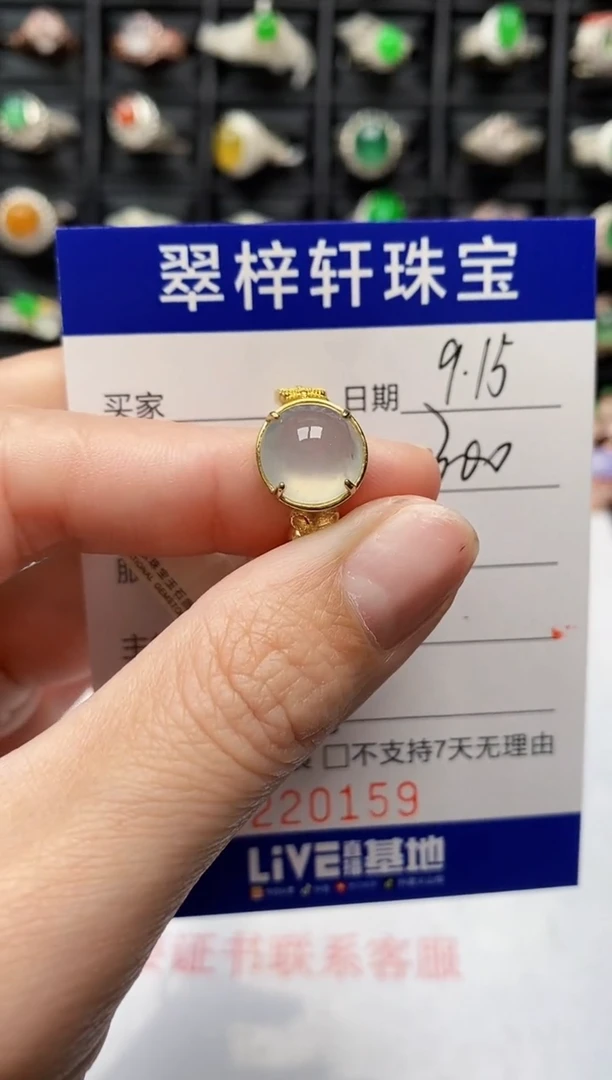 翠梓轩珠宝
买家 日期 9.15
300
不支持7天无理由
220159
LiVE直播基地
证书联系客服